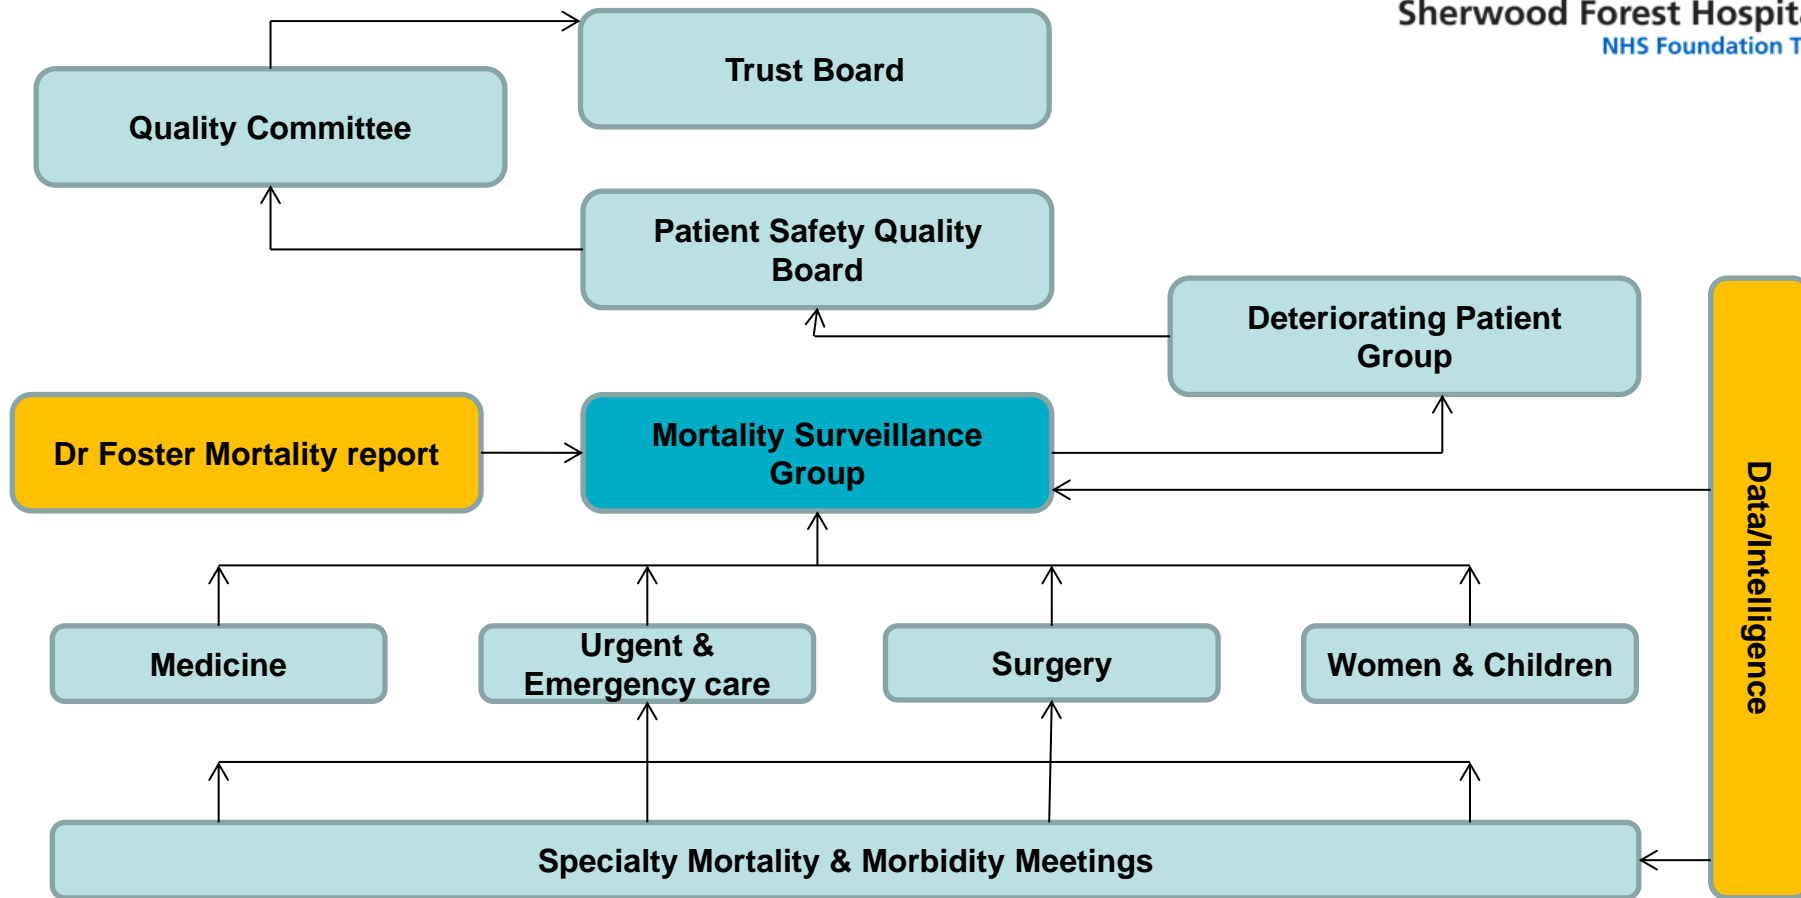 Sherwood Forest Hospita
NHS Foundation T
Trust Board
Quality Committee
Patient Safety Quality
Board
Deteriorating Patient
Group
Dr Foster Mortality report
Mortality Surveillance
Group
Data/Intelligence
Medicine
Urgent &
Emergency care
Surgery
Women & Children
Specialty Mortality & Morbidity Meetings